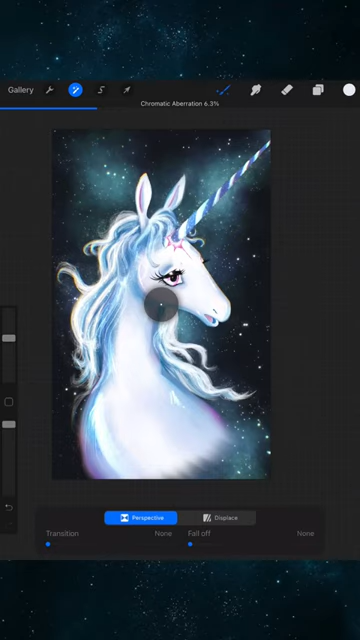 Gallery
Chromatic Aberration 6.3%
Perspective Displace
Transition None Fall off None